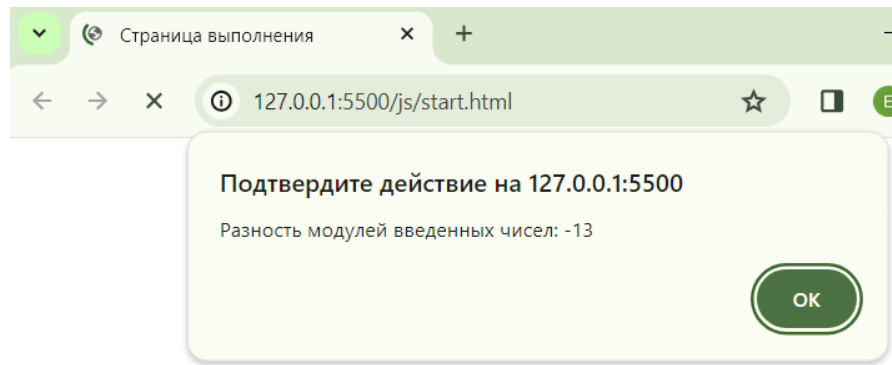 Страница выполнения
127.0.0.1:5500/js/start.html
E
Подтвердите действие на 127.0.0.1:5500
Разность модулей введенных чисел: -13
ОК